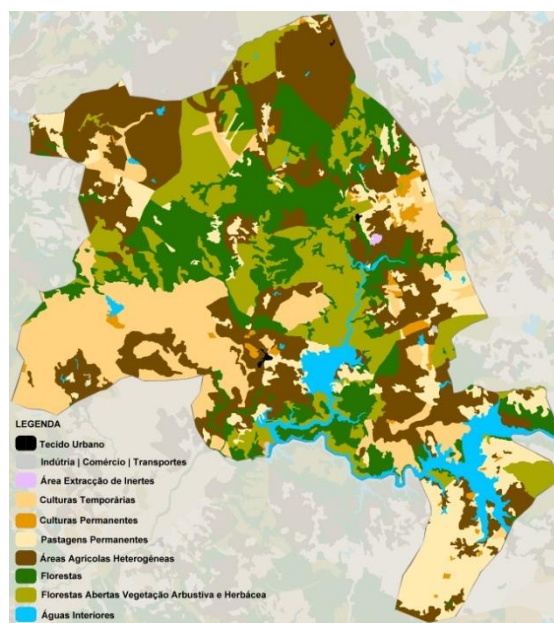 LEGENDA
Tecido Urbano
Indútria | Comércio | Transportes
Área Extracção de Inertes
Culturas Temporárias
Culturas Permanentes
Pastagens Permanentes
Áreas Agrícolas Heterogéneas
Florestas
Florestas Abertas Vegetação Arbustiva e Herbácea
Águas Interiores